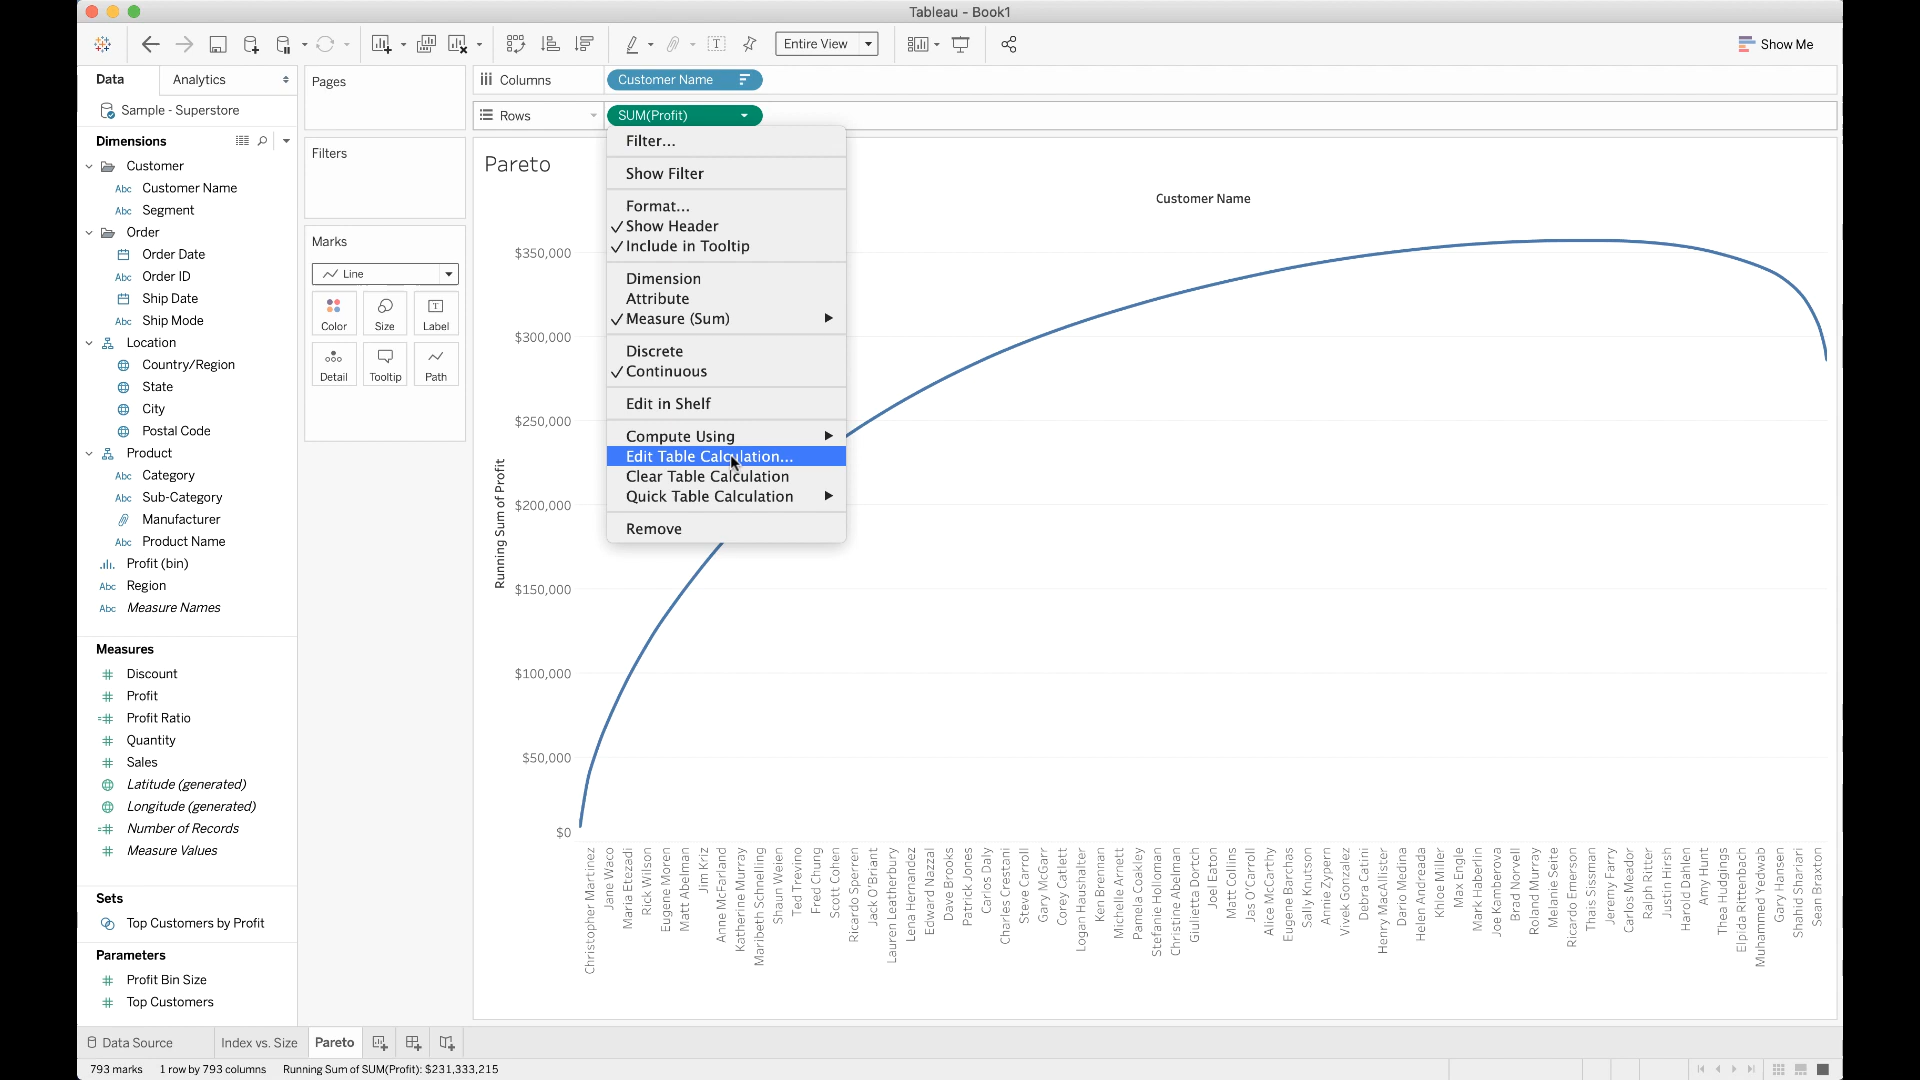 Tableau - Book1
Entire View
Show Me
Data
Analytics
Sample - Superstore
Dimensions
Customer
Abc Customer Name
Abc Segment
Order
Order Date
Abc Order ID
Ship Date
Abc Ship Mode
Location
Country/Region
State
City
Postal Code
Product
Abc Category
Abc Sub-Category
Manufacturer
Abc Product Name
Profit (bin)
Abc Region
Abc Measure Names
Measures
Discount
Profit
Profit Ratio
Quantity
Sales
Latitude (generated)
Longitude (generated)
Number of Records
Measure Values
Sets
Top Customers by Profit
Parameters
Profit Bin Size
Top Customers
Pages
Filters
Marks
Line
Color
Size
Label
Detail
Tooltip
Path
Columns
Customer Name
Rows
SUM(Profit)
Filter...
Show Filter
Format...
✓Show Header
✓Include in Tooltip
Dimension
Attribute
✓Measure (Sum)
Discrete
✓Continuous
Edit in Shelf
Compute Using
Edit Table Calculation...
Clear Table Calculation
Quick Table Calculation
Remove
Pareto
Customer Name
Running Sum of Profit
$350,000
$300,000
$250,000
$200,000
$150,000
$100,000
$50,000
$0
Christopher Martinez
Jane Waco
Maria Etezadi
Rick Wilson
Eugene Moren
Matt Abelman
Jim Kriz
Anne McFarland
Katherine Murray
Maribeth Schnelling
Shaun Weien
Ted Trevino
Fred Chung
Scott Cohen
Ricardo Sperren
Jack O'Briant
Lauren Leatherbury
Lena Hernandez
Edward Nazzal
Dave Brooks
Patrick Jones
Carlos Daly
Charles Crestani
Steve Carroll
Gary McGarr
Corey Catlett
Logan Haushalter
Ken Brennan
Michelle Arnett
Pamela Coakley
Stefanie Holloman
Christine Abelman
Giulietta Dortch
Joel Eaton
Matt Collins
Jas O'Carroll
Alice McCarthy
Eugene Barchas
Sally Knutson
Annie Zypern
Vivek Gonzalez
Debra Catini
Henry MacAllister
Dario Medina
Helen Andreada
Khloe Miller
Max Engle
Mark Haberlin
Joe Kamberova
Brad Norvell
Roland Murray
Melanie Seite
Ricardo Emerson
Thais Sissman
Jeremy Farry
Carlos Meador
Ralph Ritter
Justin Hirsh
Harold Dahlen
Amy Hunt
Thea Hudgings
Elpida Rittenbach
Muhammed Yedwab
Gary Hansen
Shahid Shariari
Sean Braxton
Data Source
Index vs. Size
Pareto
793 marks
1 row by 793 columns
Running Sum of SUM(Profit): $231,333,215